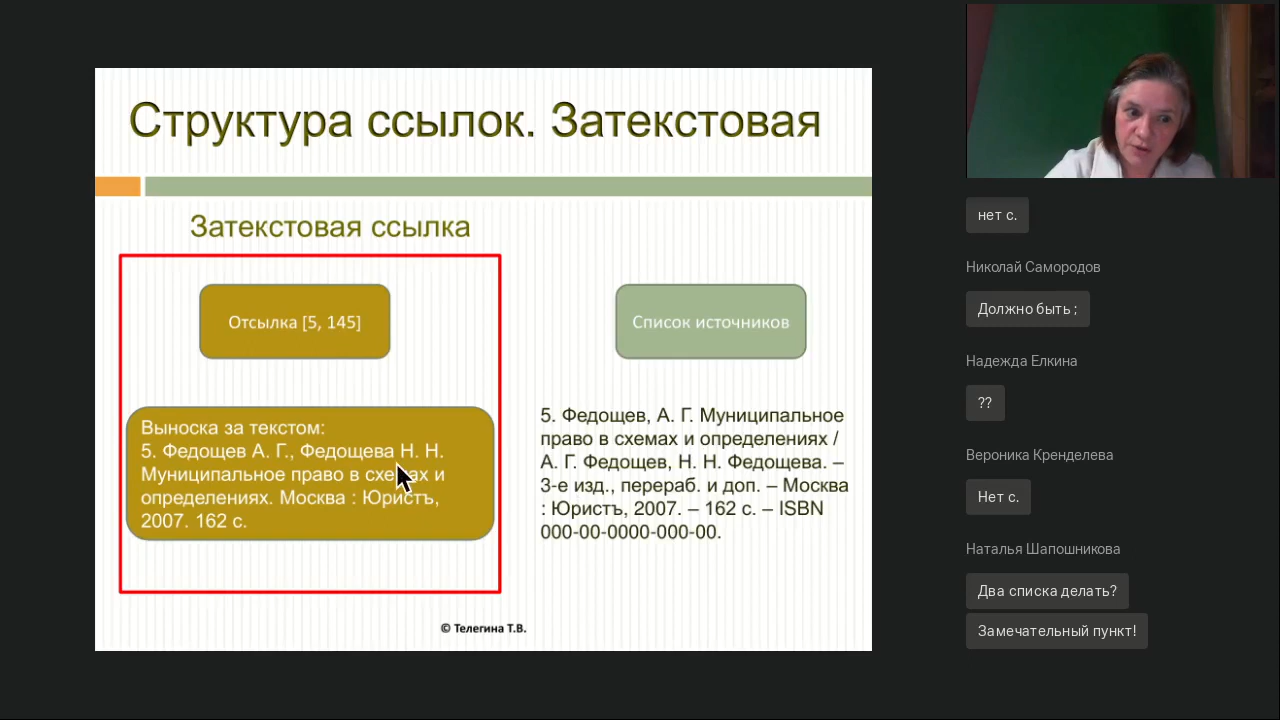 Структура ссылок. Затекстовая
Затекстовая ссылка
Отсылка [5, 145]
Список источников
Выноска за текстом:
5. Федощев А. Г., Федощева Н. Н.
Муниципальное право в схемах и
определениях. Москва : Юристъ,
2007. 162 с.
5. Федощев, А. Г. Муниципальное
право в схемах и определениях /
А. Г. Федощев, Н. Н. Федощева. –
3-е изд., перераб. и доп. – Москва
: Юристъ, 2007. – 162 с. – ISBN
000-00-0000-000-00.
© Телегина Т.В.
нет с.
Николай Самородов
Должно быть ;
Надежда Елкина
??
Вероника Кренделева
Нет с.
Наталья Шапошникова
Два списка делать?
Замечательный пункт!